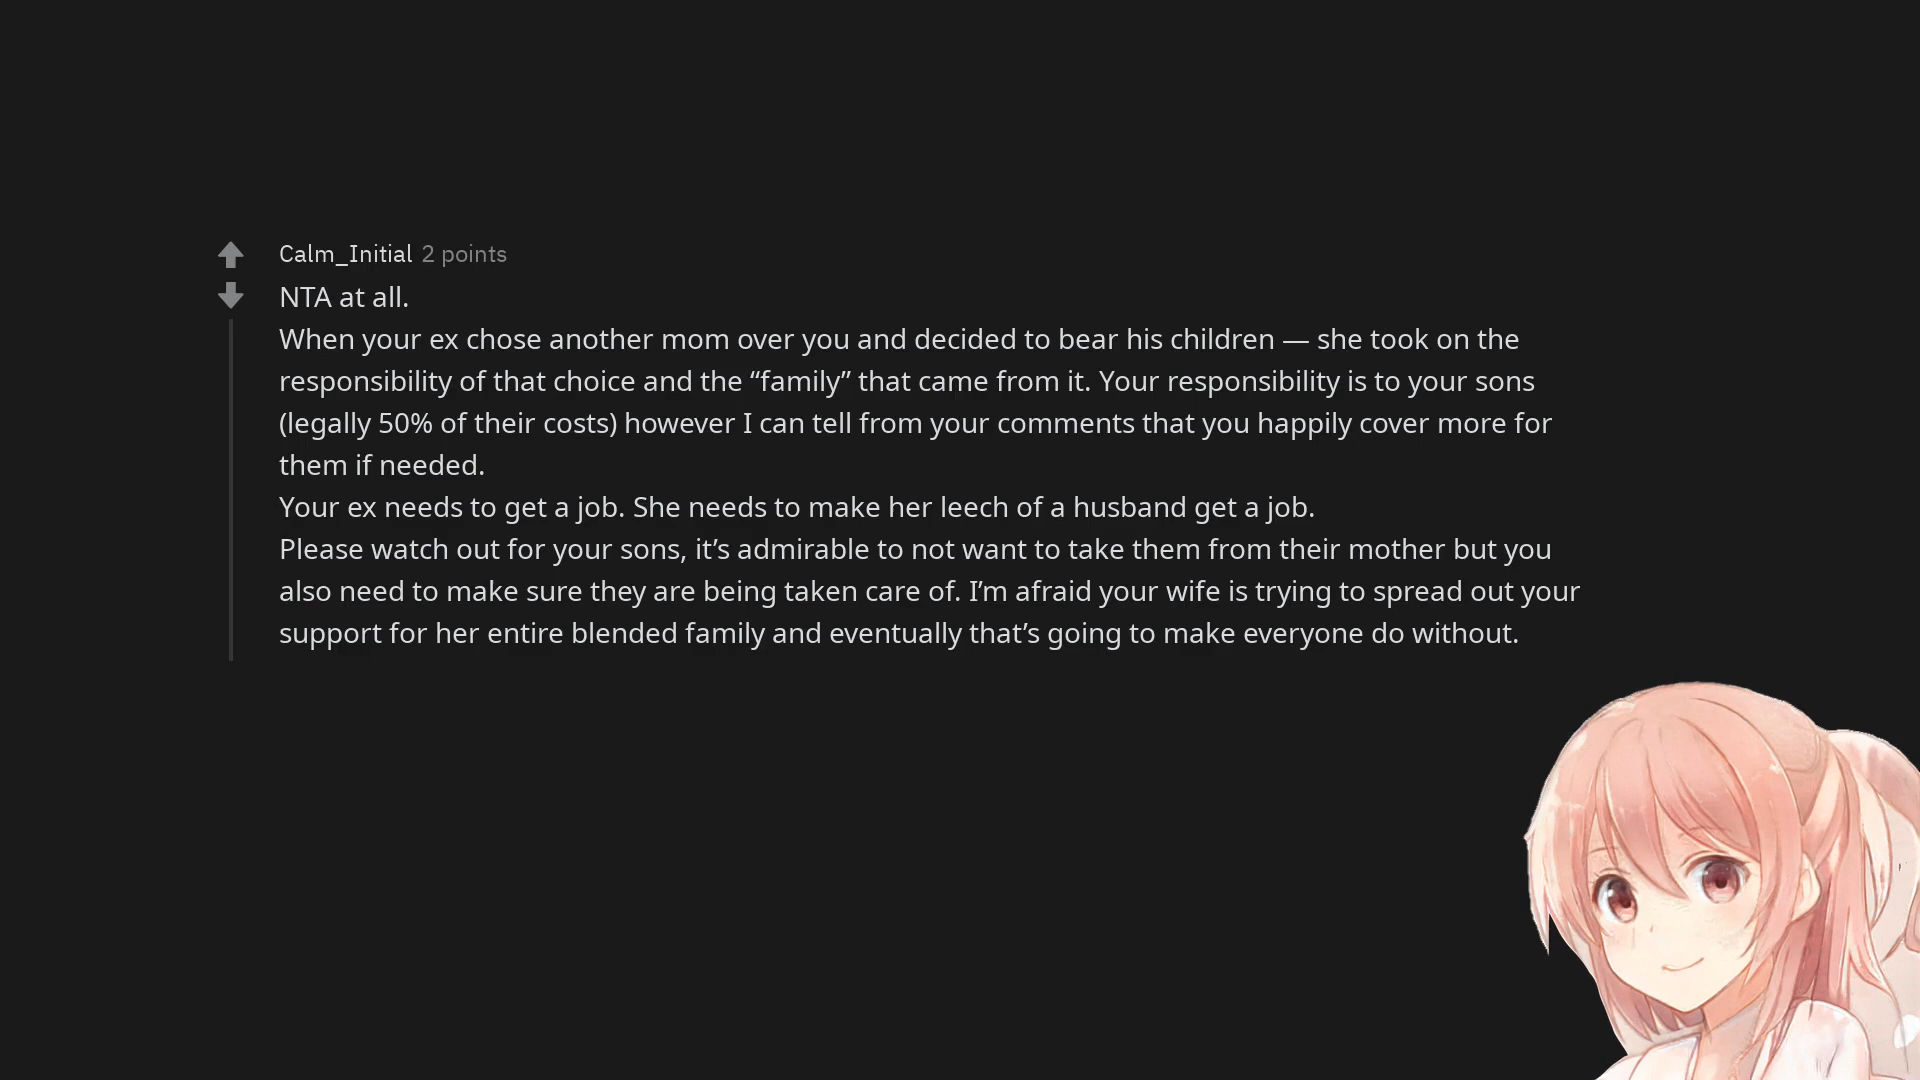 Calm_Initial 2 points
NTA at all.
When your ex chose another mom over you and decided to bear his children — she took on the
responsibility of that choice and the “family” that came from it. Your responsibility is to your sons
(legally 50% of their costs) however I can tell from your comments that you happily cover more for
them if needed.
Your ex needs to get a job. She needs to make her leech of a husband get a job.
Please watch out for your sons, it’s admirable to not want to take them from their mother but you
also need to make sure they are being taken care of. I’m afraid your wife is trying to spread out your
support for her entire blended family and eventually that’s going to make everyone do without.